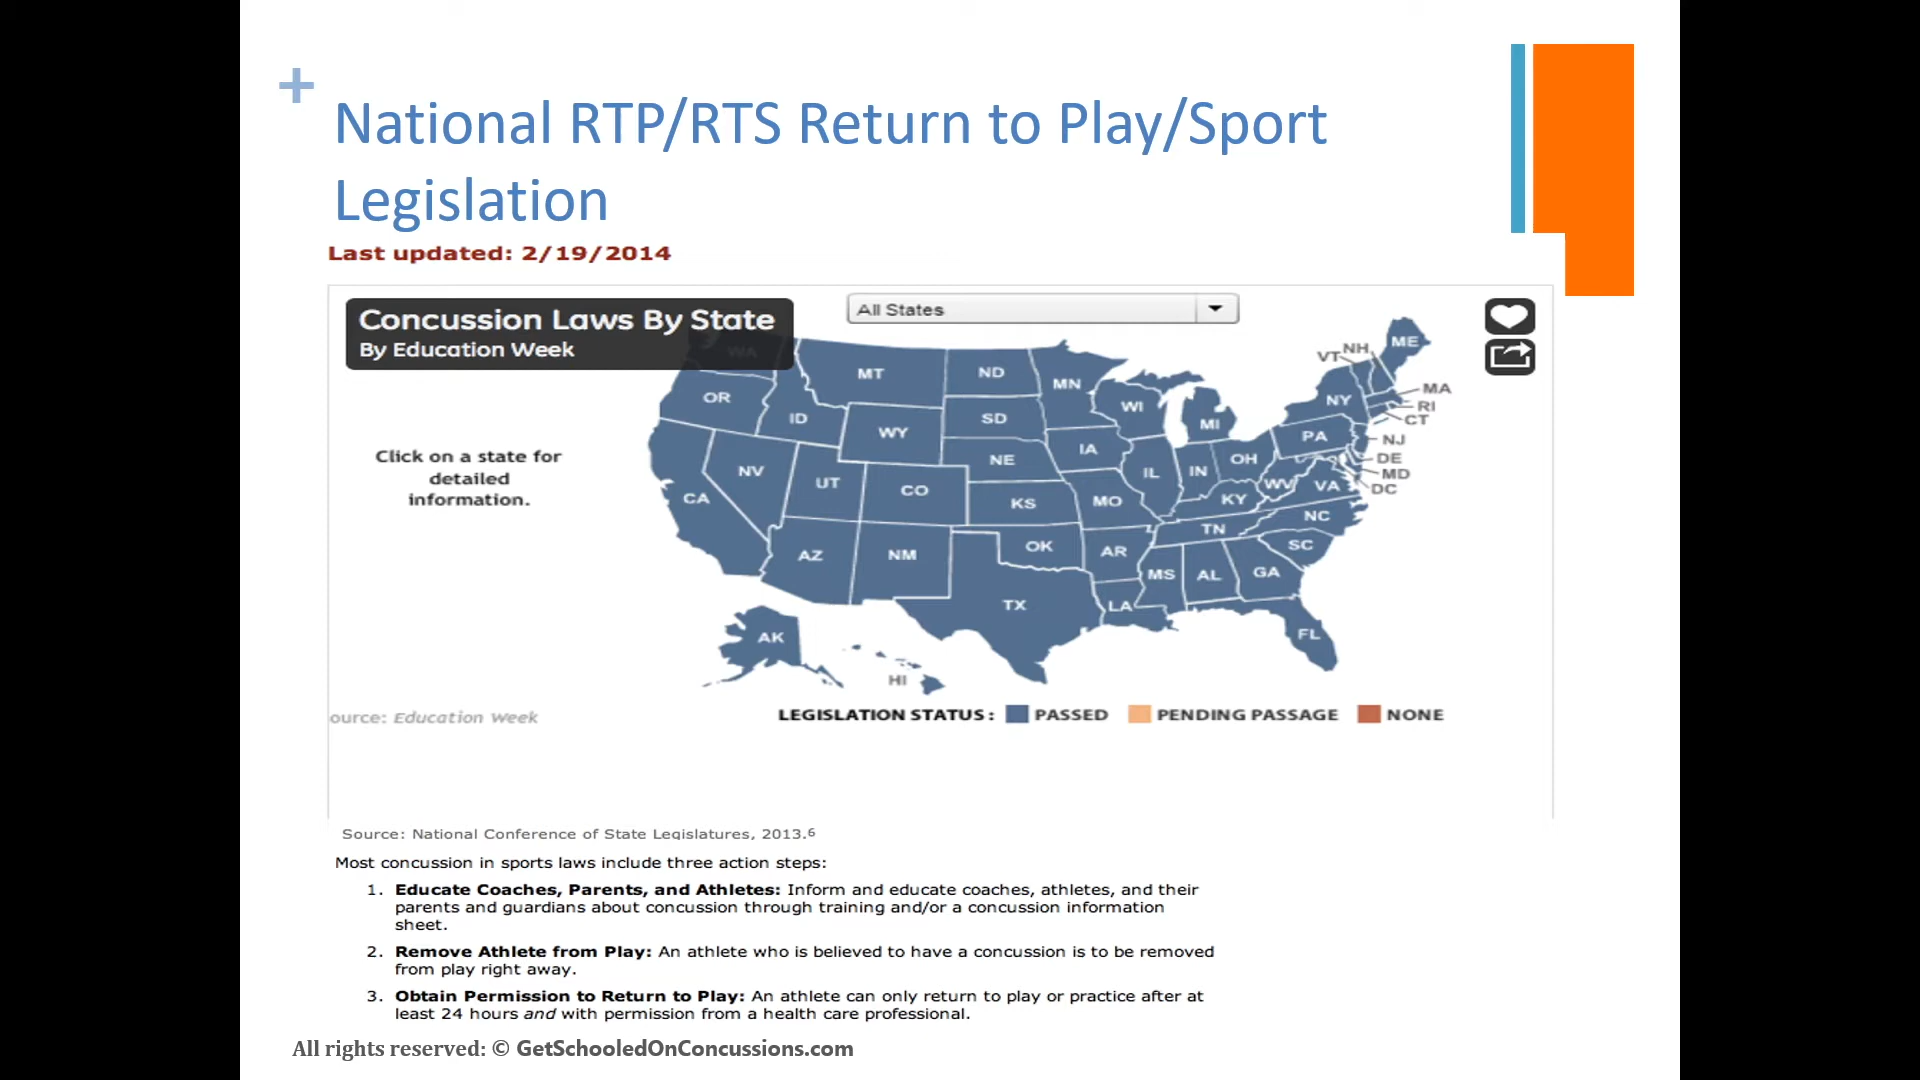 +
National RTP/RTS Return to Play/Sport
Legislation
Last updated: 2/19/2014
Concussion Laws By State
By Education Week
All States
Click on a state for
detailed
information.
WA
OR
CA
ID
NV
MT
WY
UT
AZ
CO
NM
ND
SD
NE
KS
OK
TX
MN
IA
MO
AR
LA
WI
IL
MI
IN
OH
KY
TN
MS
AL
GA
FL
SC
NC
VA
WV
PA
NY
VT
NH
ME
MA
RI
CT
NJ
DE
MD
DC
AK
HI
ource: Education Week
LEGISLATION STATUS: PASSED PENDING PASSAGE NONE
Source: National Conference of State Legislatures, 2013.6
Most concussion in sports laws include three action steps:
1. Educate Coaches, Parents, and Athletes: Inform and educate coaches, athletes, and their
parents and guardians about concussion through training and/or a concussion information
sheet.
2. Remove Athlete from Play: An athlete who is believed to have a concussion is to be removed
from play right away.
3. Obtain Permission to Return to Play: An athlete can only return to play or practice after at
least 24 hours and with permission from a health care professional.
All rights reserved: © GetSchooledOnConcussions.com